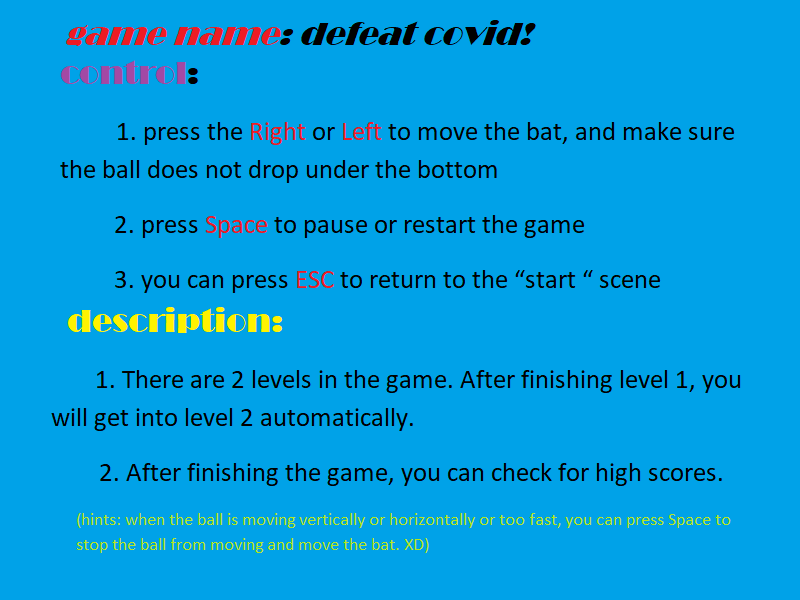 game name: defeat covid!
control:
1. press the Right or Left to move the bat, and make sure
the ball does not drop under the bottom
2. press Space to pause or restart the game
3. you can press ESC to return to the “start “ scene
description:
1. There are 2 levels in the game. After finishing level 1, you
will get into level 2 automatically.
2. After finishing the game, you can check for high scores.
(hints: when the ball is moving vertically or horizontally or too fast, you can press Space to
stop the ball from moving and move the bat. XD)